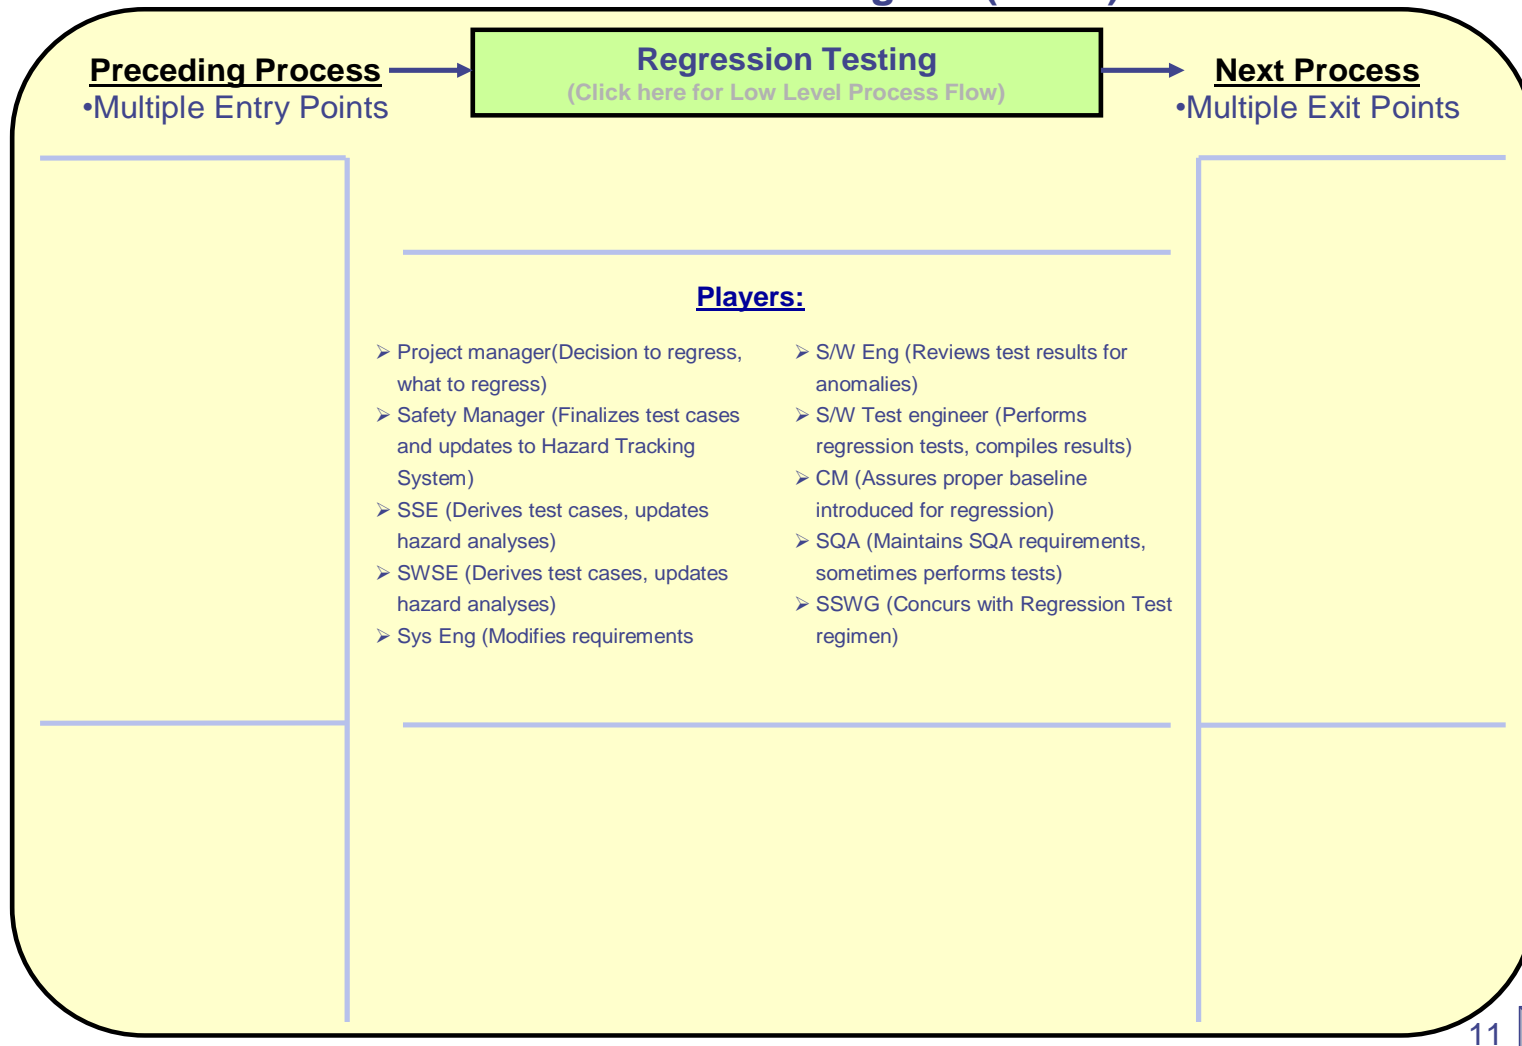 Preceding Process
•Multiple Entry Points
Regression Testing
(Click here for Low Level Process Flow)
Next Process
•Multiple Exit Points
Players:
➢ Project manager(Decision to regress,
what to regress)
➢ Safety Manager (Finalizes test cases
and updates to Hazard Tracking
System)
➢ SSE (Derives test cases, updates
hazard analyses)
➢ SWSE (Derives test cases, updates
hazard analyses)
➢ Sys Eng (Modifies requirements
➢ S/W Eng (Reviews test results for
anomalies)
➢ S/W Test engineer (Performs
regression tests, compiles results)
➢ CM (Assures proper baseline
introduced for regression)
➢ SQA (Maintains SQA requirements,
sometimes performs tests)
➢ SSWG (Concurs with Regression Test
regimen)
11